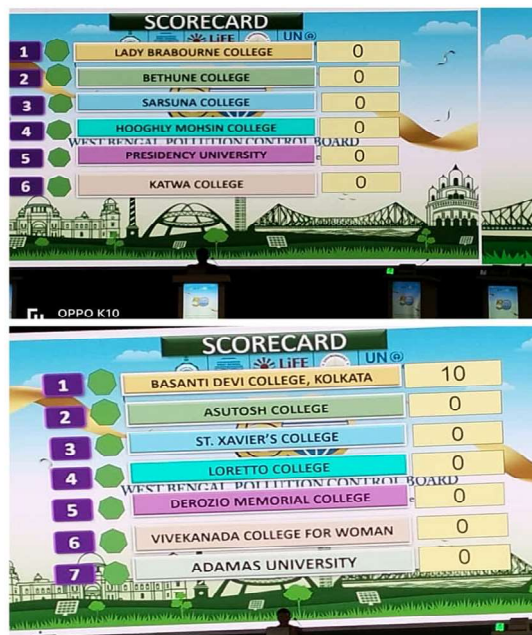 SCORECARD
LiFE UN
1 LADY BRABOURNE COLLEGE 0
2 BETHUNE COLLEGE 0
3 SARSUNA COLLEGE 0
4 HOOGHLY MOHSIN COLLEGE 0
WEST BENGAL POLLUTION CONTROL BOARD
5 PRESIDENCY UNIVERSITY 0
6 KATWA COLLEGE 0
OPPO K10
SCORECARD
LiFE UN
1 BASANTI DEVI COLLEGE, KOLKATA 10
2 ASUTOSH COLLEGE 0
3 ST. XAVIER'S COLLEGE 0
4 LORETTO COLLEGE 0
WEST BENGAL POLLUTION CONTROL BOARD
5 DEROZIO MEMORIAL COLLEGE 0
6 VIVEKANADA COLLEGE FOR WOMAN 0
7 ADAMAS UNIVERSITY 0